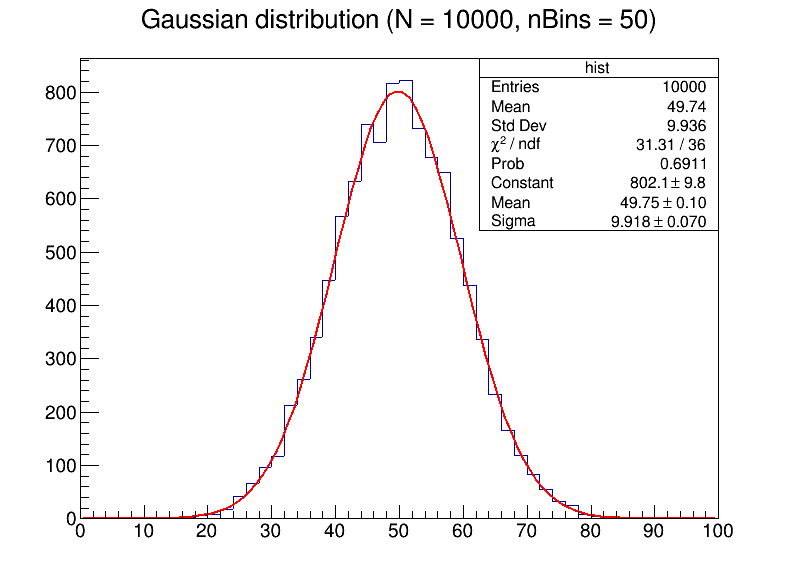 Gaussian distribution (N = 10000, nBins = 50)
hist
Entries 10000
Mean 49.74
Std Dev 9.936
χ² / ndf 31.31 / 36
Prob 0.6911
Constant 802.1 ± 9.8
Mean 49.75 ± 0.10
Sigma 9.918 ± 0.070
800
700
600
500
400
300
200
100
0
0 10 20 30 40 50 60 70 80 90 100